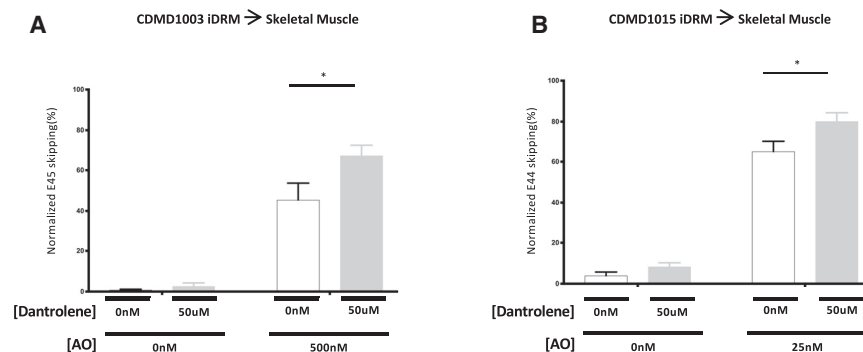 A
CDMD1003 iDRM → Skeletal Muscle
Normalized E45 skipping(%)
100
80
60
40
20
0
*
[Dantrolene] 0nM 50uM 0nM 50uM
[AO] 0nM 500nM
B
CDMD1015 iDRM → Skeletal Muscle
Normalized E44 skipping(%)
100
80
60
40
20
0
*
[Dantrolene] 0nM 50uM 0nM 50uM
[AO] 0nM 25nM